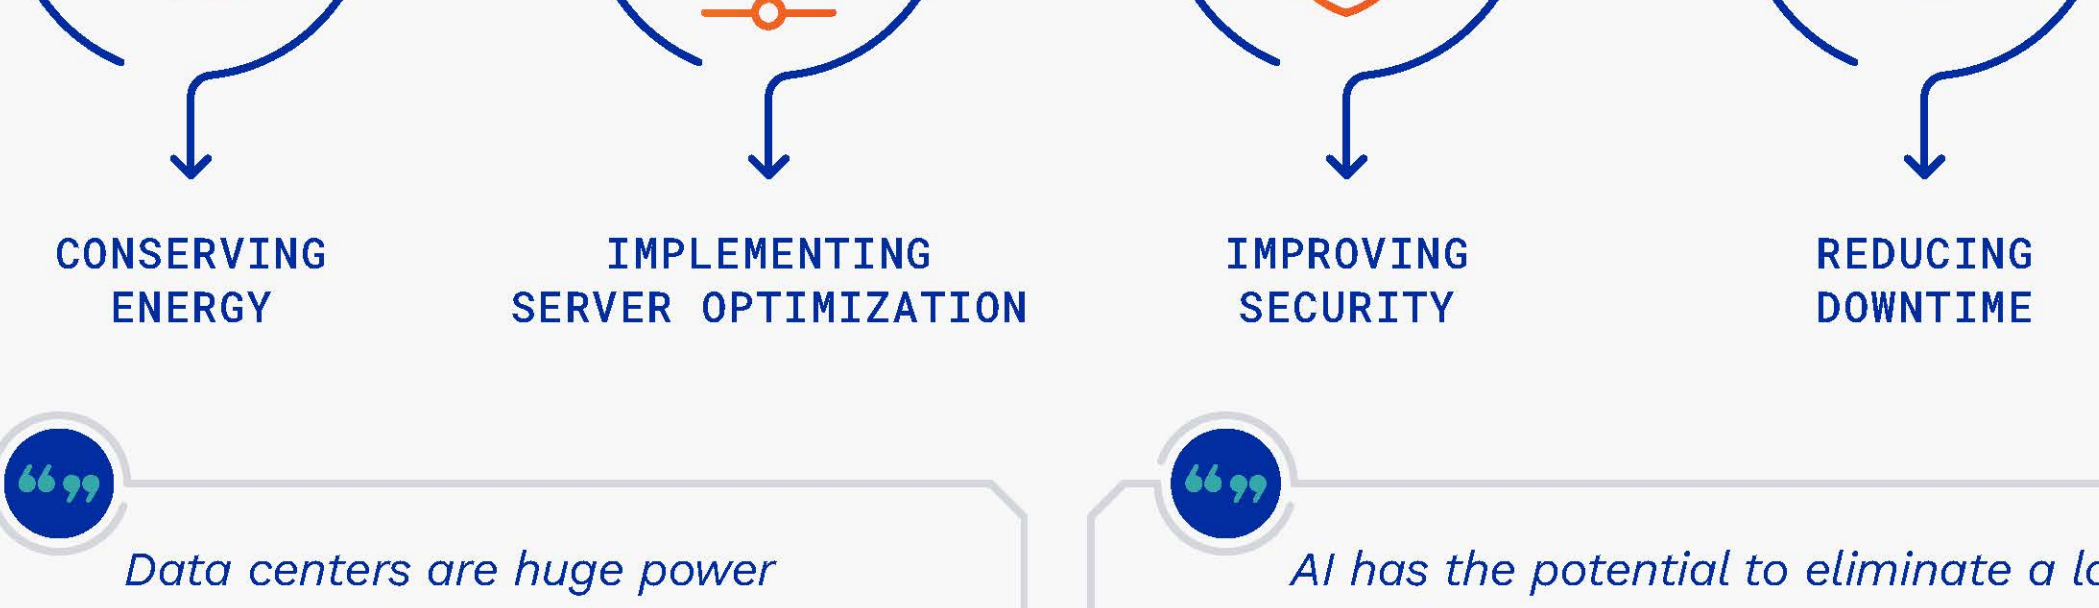 CONSERVING
ENERGY
IMPLEMENTING
SERVER OPTIMIZATION
IMPROVING
SECURITY
REDUCING
DOWNTIME
Data centers are huge power
AI has the potential to eliminate a